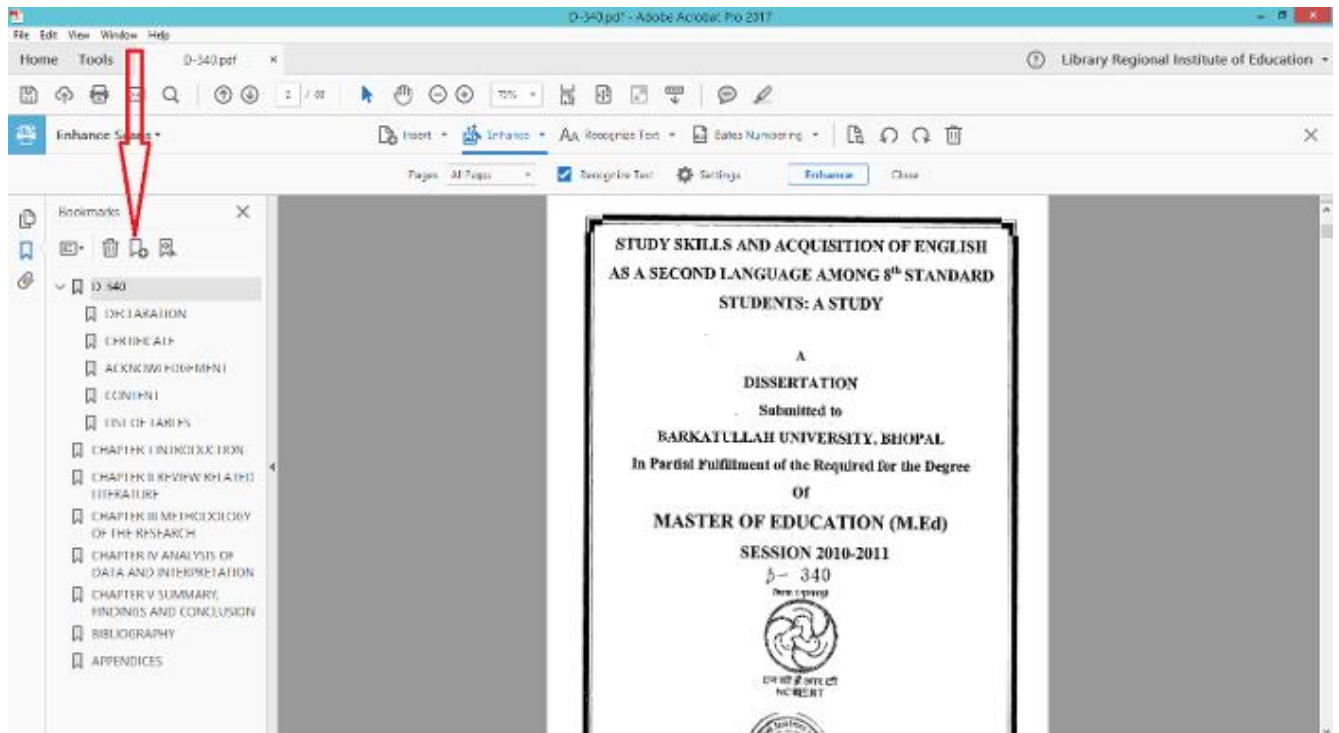 D-340.pdf* - Adobe Acrobat Pro 2017
File Edit View Window Help
Home Tools D-340.pdf × Library Regional Institute of Education
75%
Enhance Scans Insert Enhance Recognize Text Bates Numbering
Pages All Pages Recognize Text Settings Enhance Close
Bookmarks
D-340
DECLARATION
CERTIFICATE
ACKNOWLEDGEMENT
CONTENT
LIST OF TABLES
CHAPTER I INTRODUCTION
CHAPTER II REVIEW RELATED
LITERATURE
CHAPTER III METHODOLOGY
OF THE RESEARCH
CHAPTER IV ANALYSIS OF
DATA AND INTERPRETATION
CHAPTER V SUMMARY,
FINDINGS AND CONCLUSION
BIBLIOGRAPHY
APPENDICES
STUDY SKILLS AND ACQUISITION OF ENGLISH
AS A SECOND LANGUAGE AMONG 8th STANDARD
STUDENTS: A STUDY
A
DISSERTATION
Submitted to
BARKATULLAH UNIVERSITY, BHOPAL
In Partial Fulfillment of the Required for the Degree
Of
MASTER OF EDUCATION (M.Ed)
SESSION 2010-2011
D- 340
NCERT